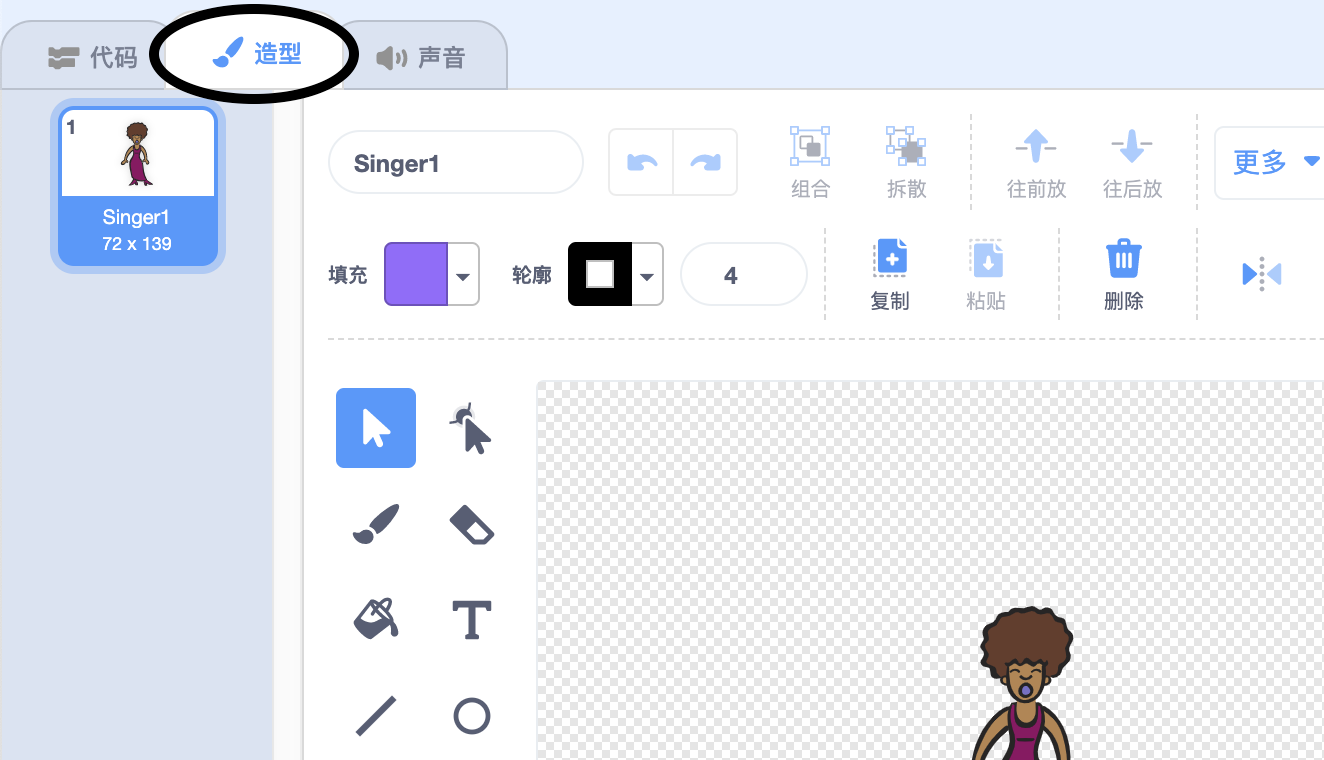 代码 造型 声音
1
Singer1
72 x 139
Singer1
组合 拆散 往前放 往后放 更多
填充 轮廓 4 复制 粘贴 删除